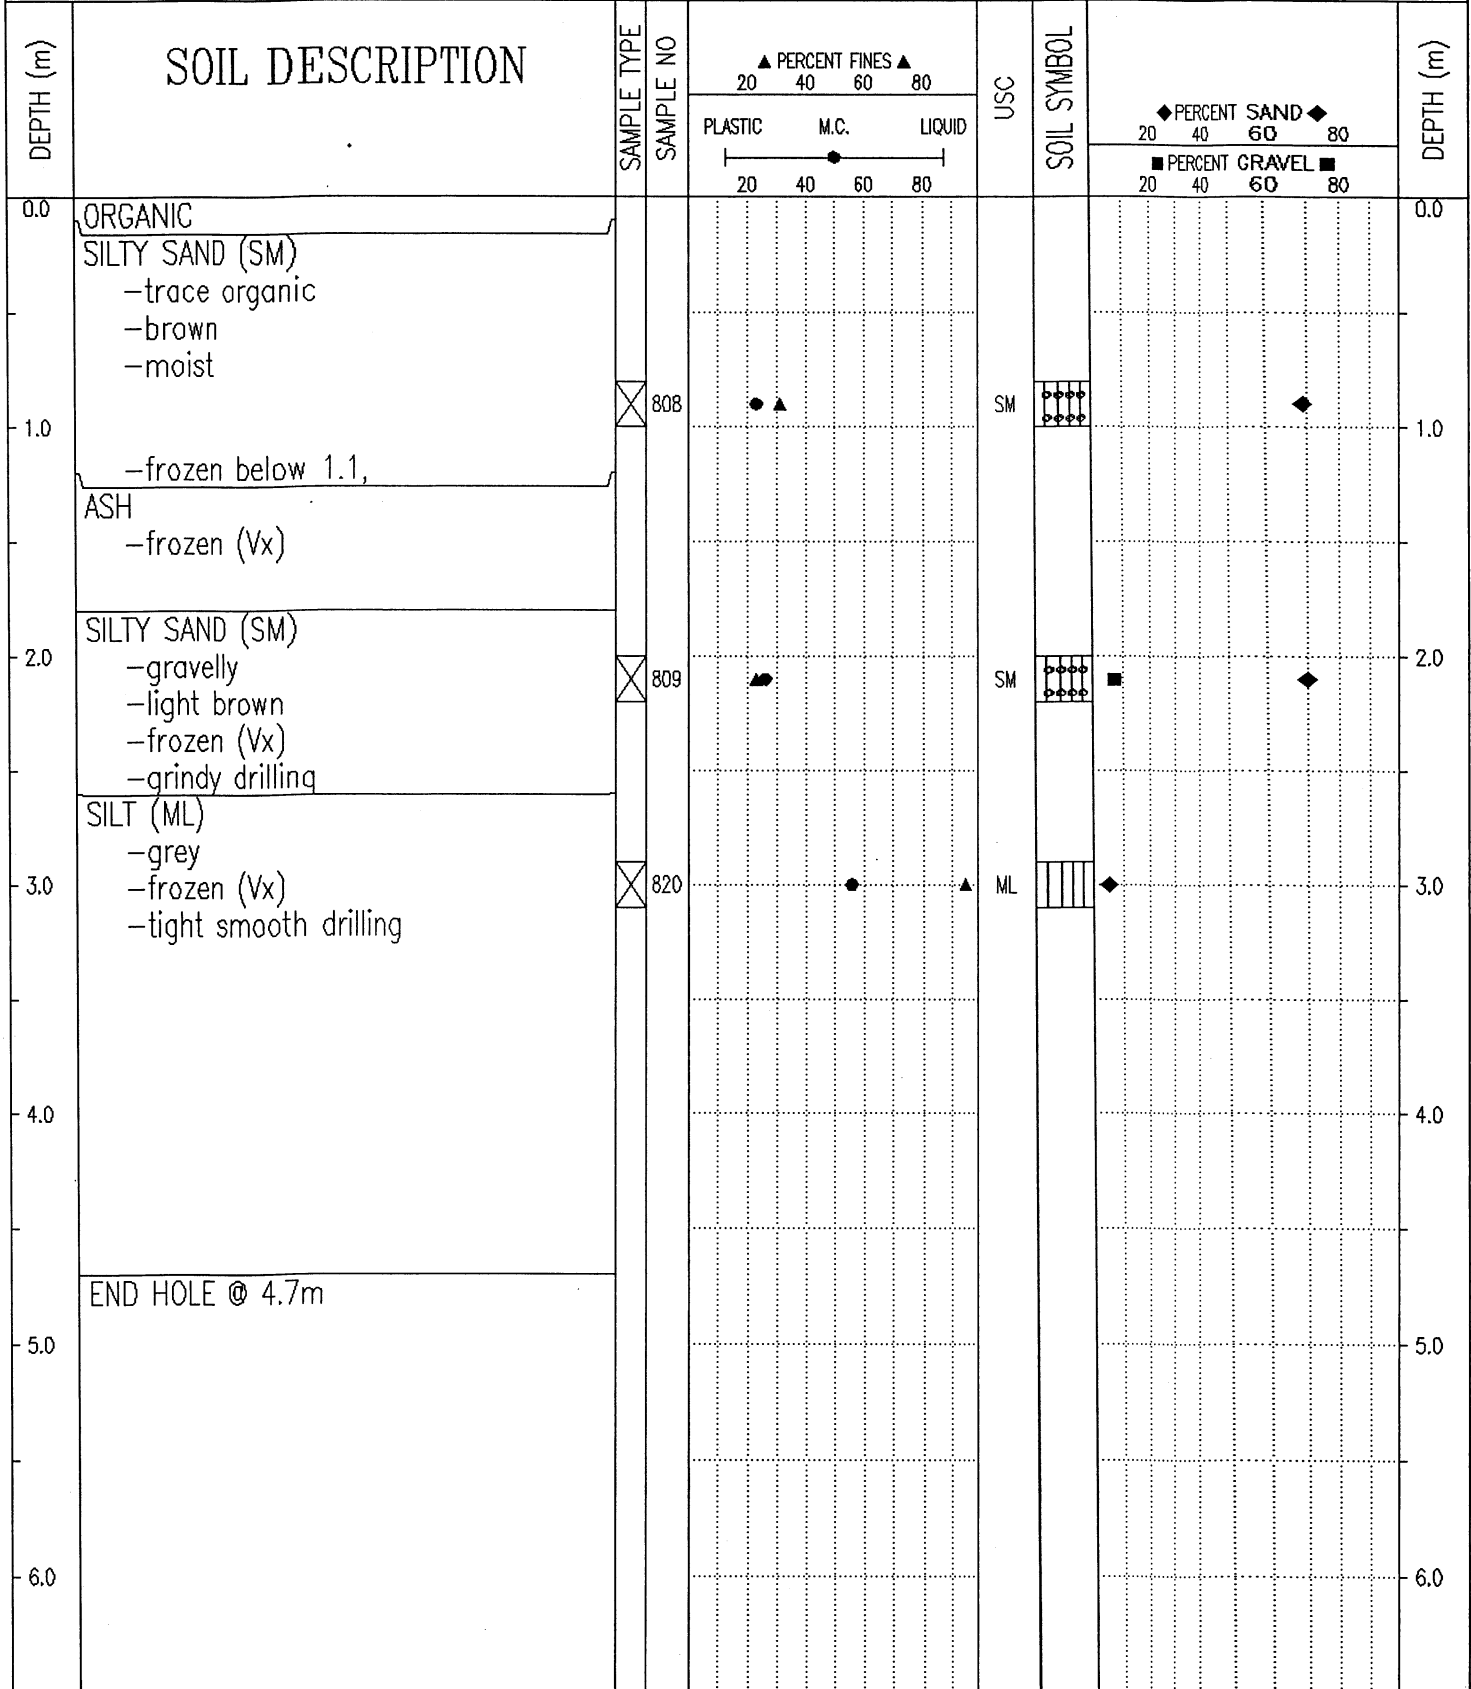 DEPTH (m)
SOIL DESCRIPTION
SAMPLE TYPE
SAMPLE NO
▲ PERCENT FINES ▲
20 40 60 80
PLASTIC M.C. LIQUID
20 40 60 80
USC
SOIL SYMBOL
◆PERCENT SAND◆
20 40 60 80
■PERCENT GRAVEL■
20 40 60 80
DEPTH (m)
0.0
ORGANIC
0.0
SILTY SAND (SM)
-trace organic
-brown
-moist
808
SM
1.0
1.0
-frozen below 1.1,
ASH
-frozen (Vx)
SILTY SAND (SM)
2.0
-gravelly
809
SM
2.0
-light brown
-frozen (Vx)
-grindy drilling
SILT (ML)
-grey
3.0
-frozen (Vx)
820
ML
3.0
-tight smooth drilling
4.0
4.0
END HOLE @ 4.7m
5.0
5.0
6.0
6.0